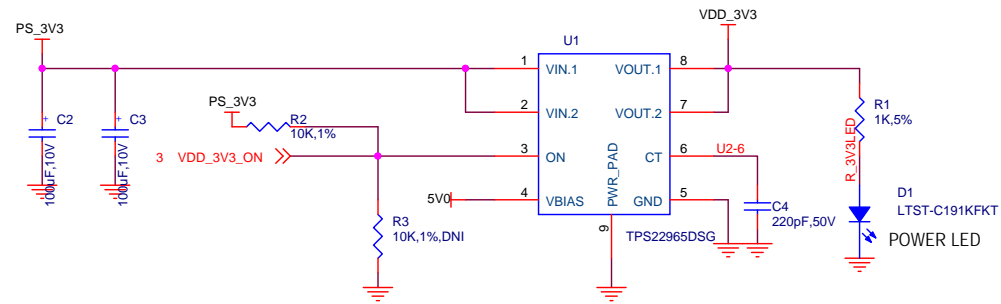 PS_3V3
VDD_3V3
U1
1
VIN.1
VOUT.1
8
2
VIN.2
VOUT.2
7
C2
100uF,10V
C3
100uF,10V
PS_3V3
R2
10K,1%
R1
1K,5%
R_3V3LED
3 VDD_3V3_ON
3
ON
CT
6
U2-6
4
VBIAS
GND
5
5V0
PWR_PAD
9
TPS22965DSG
R3
10K,1%,DNI
C4
220pF,50V
D1
LTST-C191KFKT
POWER LED